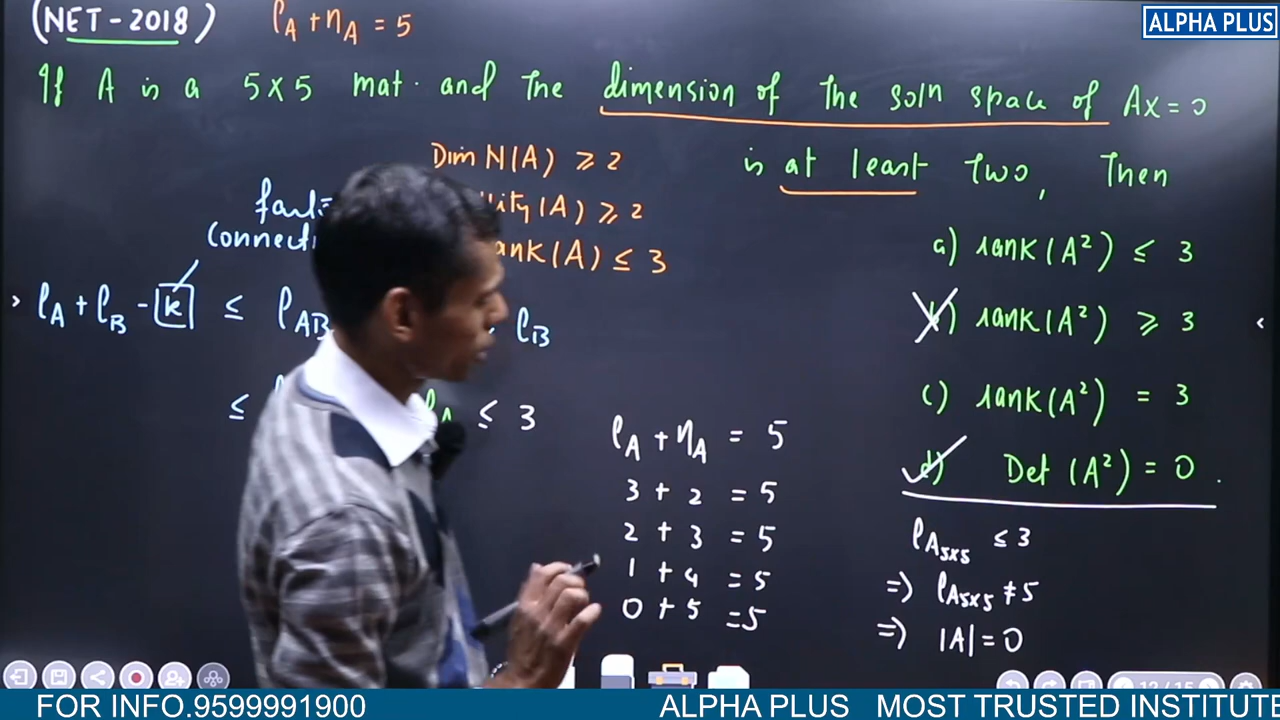 (NET-2018) ρA + ηA = 5
ALPHA PLUS
If A is a 5×5 mat. and the dimension of the soln space of Ax=0
is at least two, Then
Dim N(A) ≥ 2
lity(A) ≥ 2
ank(A) ≤ 3
ρA + ρB - k ≤ ρAB
ρB
≤
≤ 3
a) rank(A²) ≤ 3
b) rank(A²) ≥ 3
c) rank(A²) = 3
d) Det(A²) = 0.
ρA + ηA = 5
3 + 2 = 5
2 + 3 = 5
1 + 4 = 5
0 + 5 = 5
ρA5×5 ≤ 3
=) ρA5×5 ≠ 5
=) |A| = 0
12/15
FOR INFO.9599991900 ALPHA PLUS MOST TRUSTED INSTITUTE